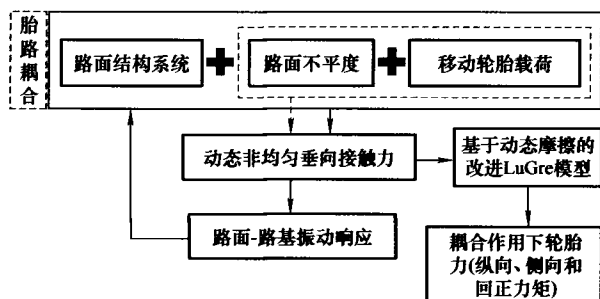 胎路耦合
路面结构系统
路面不平度
移动轮胎载荷
动态非均匀垂向接触力
基于动态摩擦的
改进LuGre模型
路面-路基振动响应
耦合作用下轮胎
力(纵向、侧向和
回正力矩)